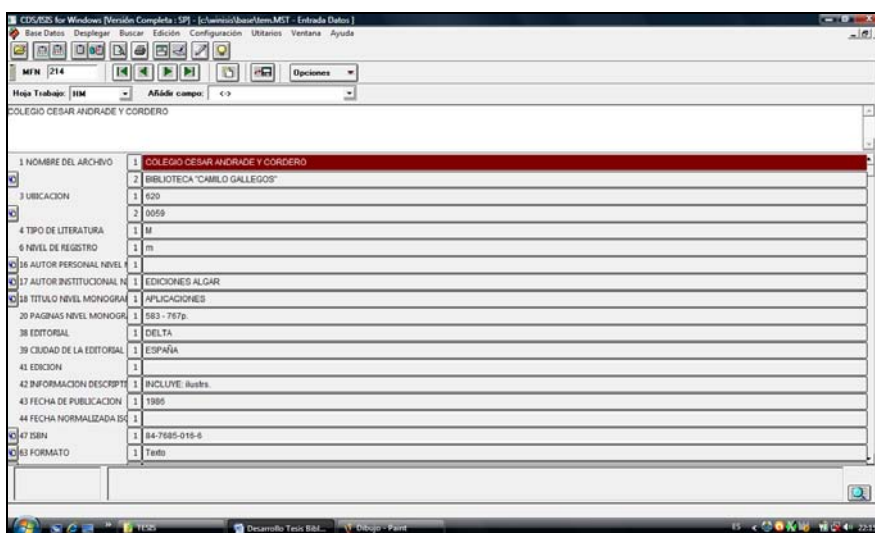 CDS/ISIS for Windows [Versión Completa : SP] - [c:\winisis\base\tem.MST - Entrada Datos ]
Base Datos Desplegar Buscar Edición Configuración Utilitarios Ventana Ayuda
MFN 214 Opciones
Hoja Trabajo: HM Añádir campo: <->
COLEGIO CESAR ANDRADE Y CORDERO
1 NOMBRE DEL ARCHIVO 1 COLEGIO CESAR ANDRADE Y CORDERO
2 BIBLIOTECA "CAMILO GALLEGOS"
3 UBICACION 1 620
2 0059
4 TIPO DE LITERATURA 1 M
6 NIVEL DE REGISTRO 1 m
16 AUTOR PERSONAL NIVEL 1
17 AUTOR INSTITUCIONAL N 1 EDICIONES ALGAR
18 TITULO NIVEL MONOGRA 1 APLICACIONES
20 PAGINAS NIVEL MONOGR 1 583 - 767p.
38 EDITORIAL 1 DELTA
39 CIUDAD DE LA EDITORIAL 1 ESPAÑA
41 EDICION 1
42 INFORMACION DESCRIPTI 1 INCLUYE: ilustrs.
43 FECHA DE PUBLICACION 1 1986
44 FECHA NORMALIZADA ISO 1
47 ISBN 1 84-7685-016-6
63 FORMATO 1 Texto
TESIS Desarrollo Tesis Bibl... Dibujo - Paint ES 22:15